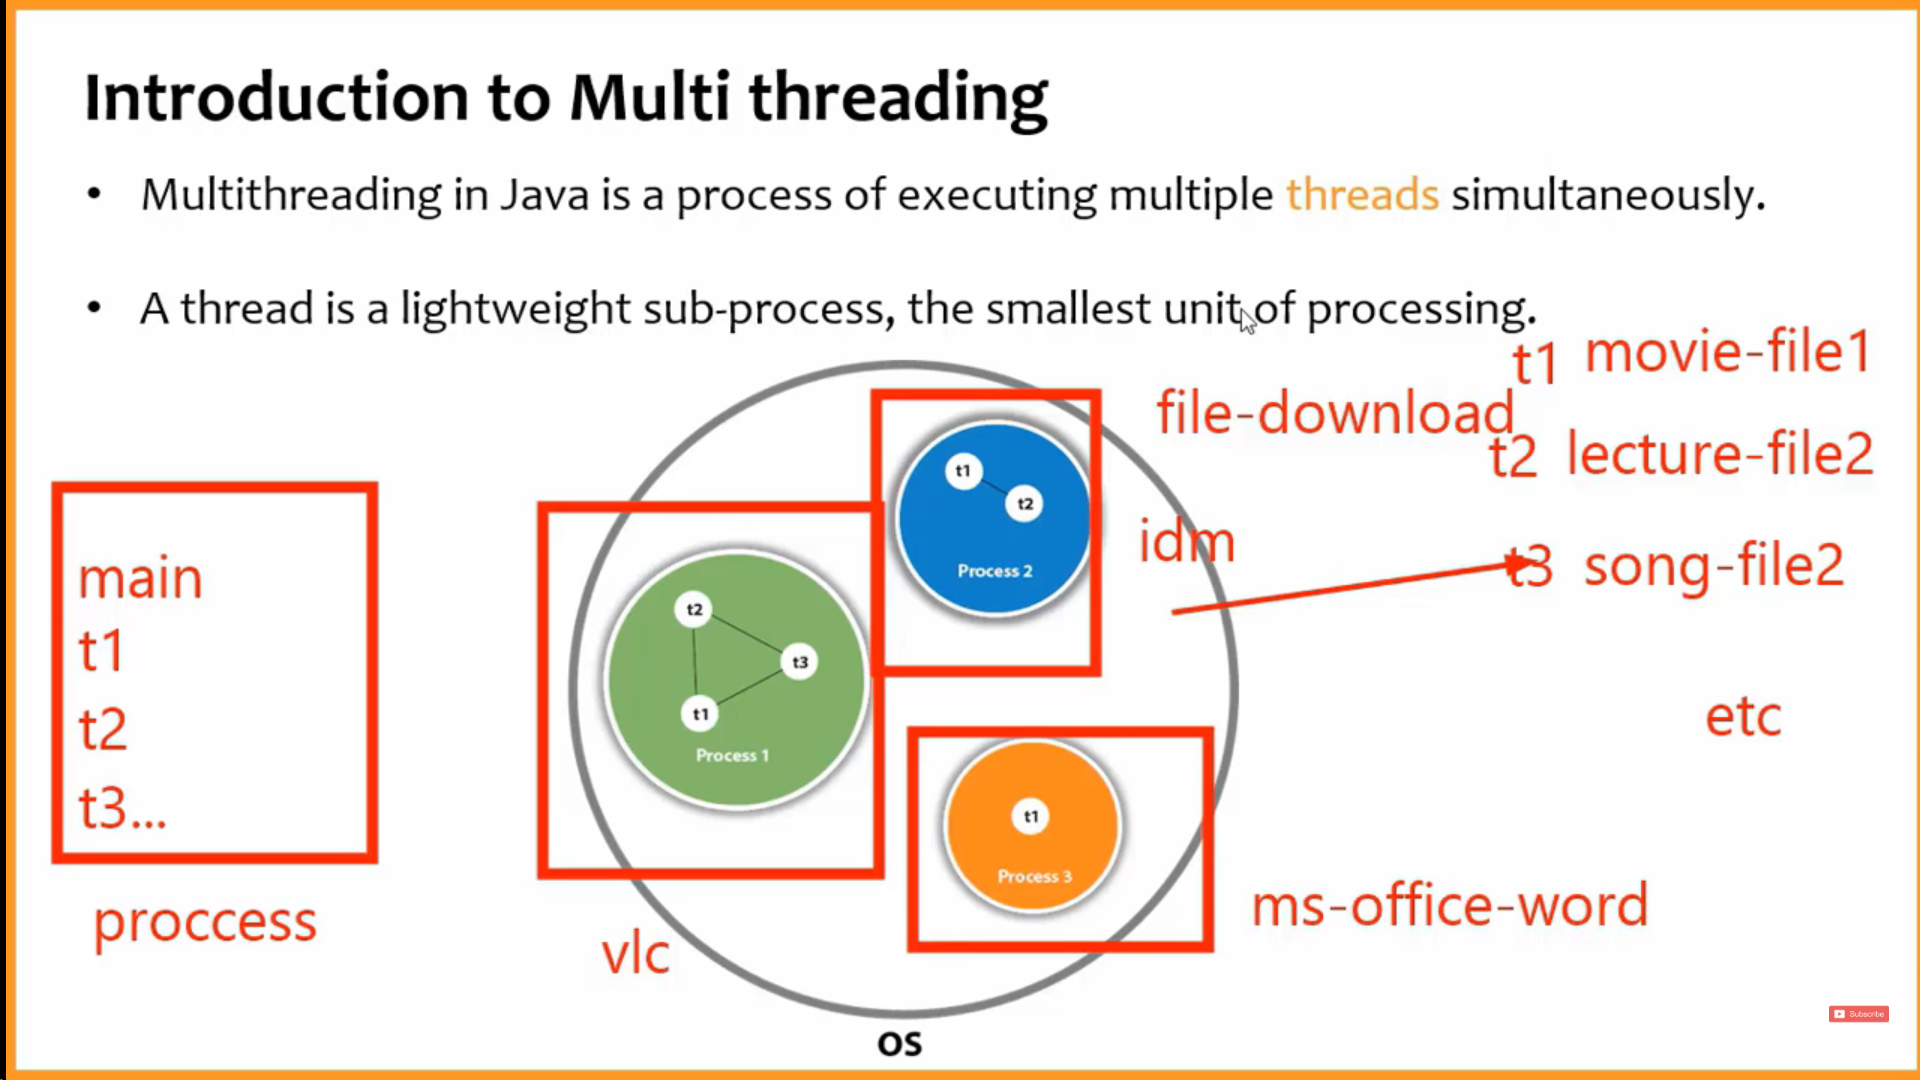 Introduction to Multi threading
• Multithreading in Java is a process of executing multiple threads simultaneously.
• A thread is a lightweight sub-process, the smallest unit of processing.
t1 movie-file1
file-download
t2 lecture-file2
idm
t3 song-file2
etc
main
t1
t2
t3...
proccess
t1
t2
Process 2
t2
t3
t1
Process 1
vlc
t1
Process 3
ms-office-word
OS
Subscribe